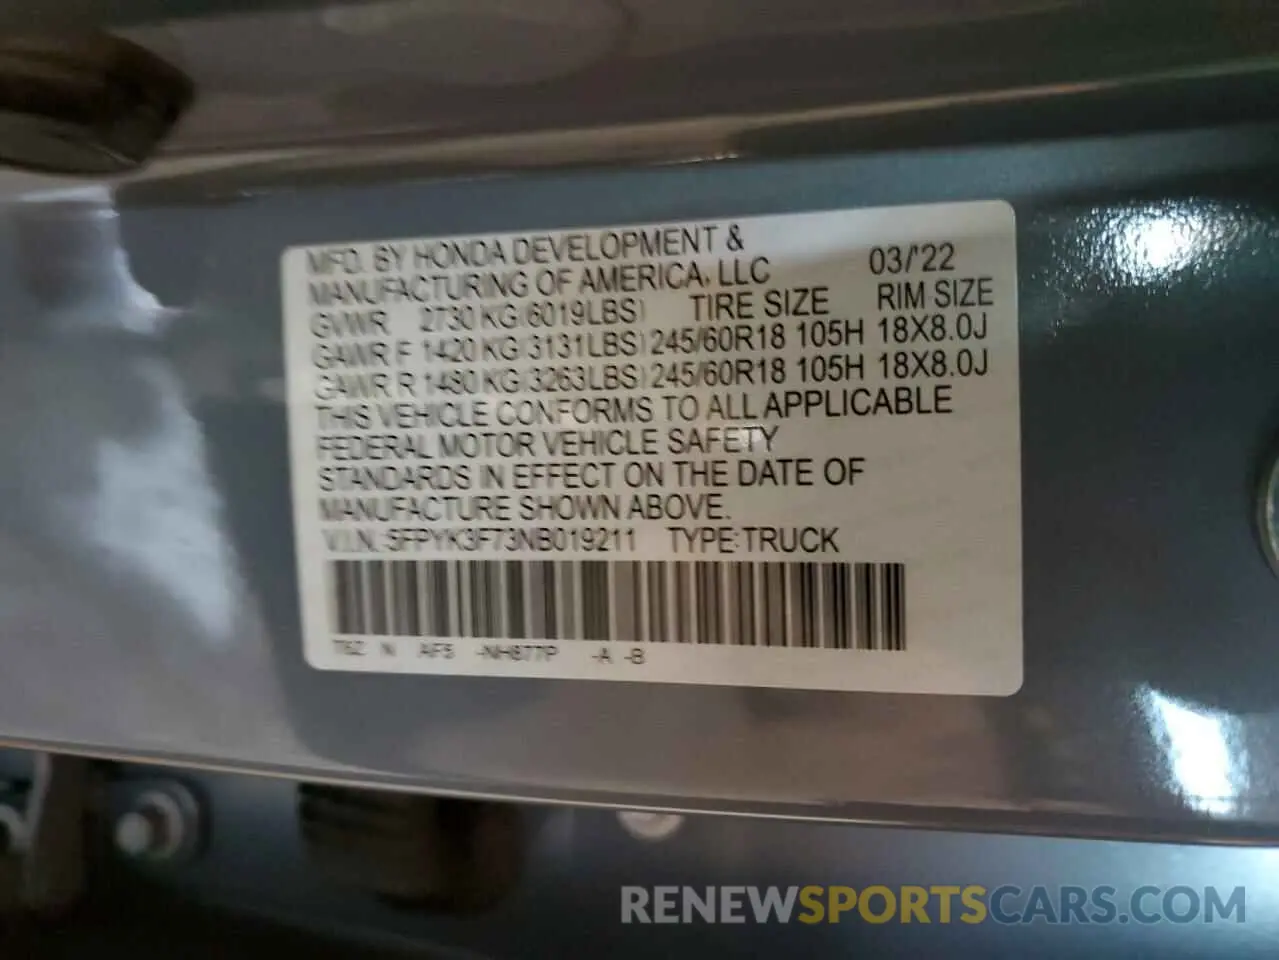 MFD. BY HONDA DEVELOPMENT &
MANUFACTURING OF AMERICA, LLC 03/'22
GVWR 2730 KG(6019LBS) TIRE SIZE RIM SIZE
GAWR F 1420 KG(3131LBS) 245/60R18 105H 18X8.0J
GAWR R 1480 KG(3263LBS) 245/60R18 105H 18X8.0J
THIS VEHICLE CONFORMS TO ALL APPLICABLE
FEDERAL MOTOR VEHICLE SAFETY
STANDARDS IN EFFECT ON THE DATE OF
MANUFACTURE SHOWN ABOVE.
V.I.N.: 5FPYK3F73NB019211 TYPE:TRUCK
T6Z N AF5 -NH877P -A -B
RENEWSPORTSCARS.COM